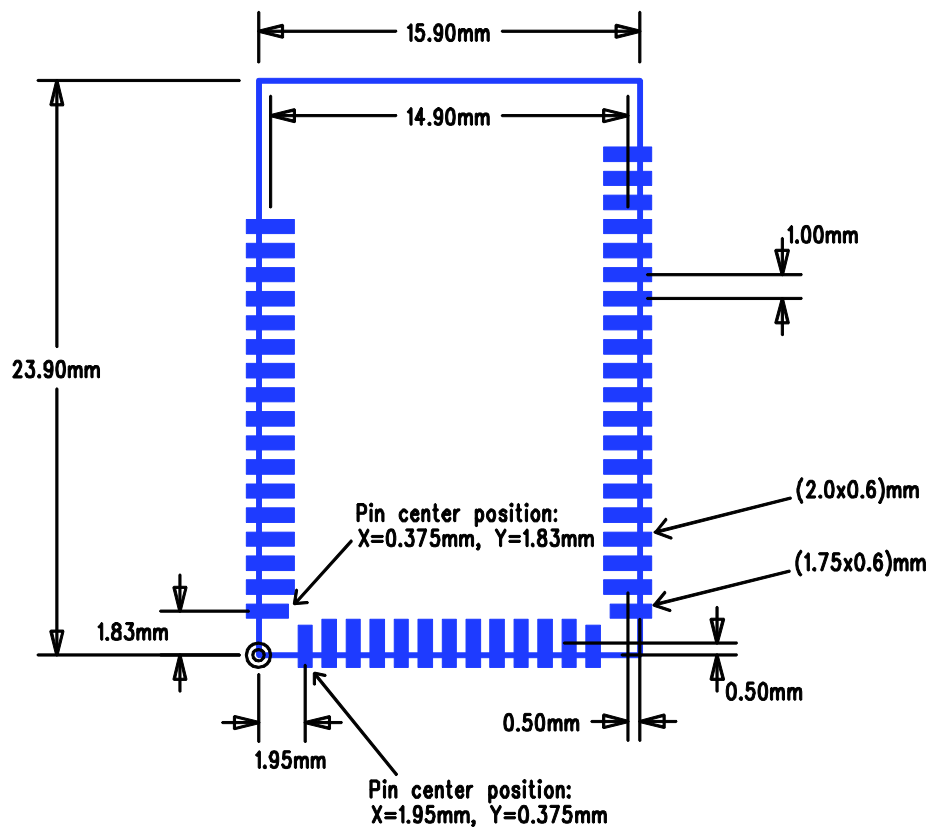 15.90mm
14.90mm
1.00mm
23.90mm
(2.0x0.6)mm
Pin center position:
X=0.375mm, Y=1.83mm
(1.75x0.6)mm
1.83mm
0.50mm
0.50mm
1.95mm
Pin center position:
X=1.95mm, Y=0.375mm